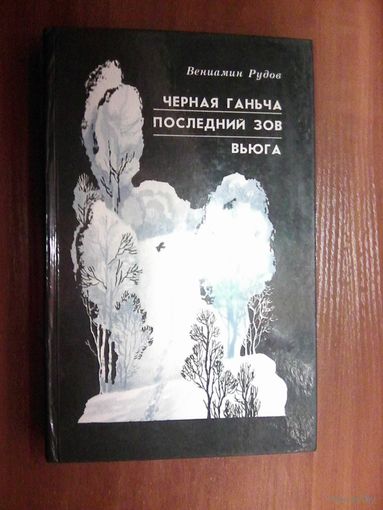 Вениамин Рудов
ЧЕРНАЯ ГАНЬЧА
ПОСЛЕДНИЙ ЗОВ
ВЬЮГА